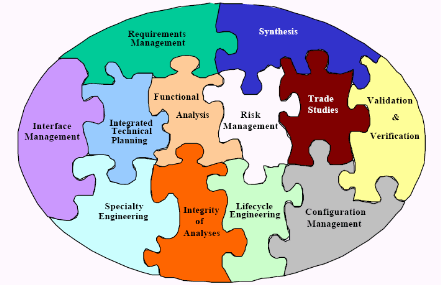 Requirements
Management
Synthesis
Interface
Management
Integrated
Technical
Planning
Functional
Analysis
Risk
Management
Trade
Studies
Validation
&
Verification
Specialty
Engineering
Integrity
of
Analyses
Lifecycle
Engineering
Configuration
Management